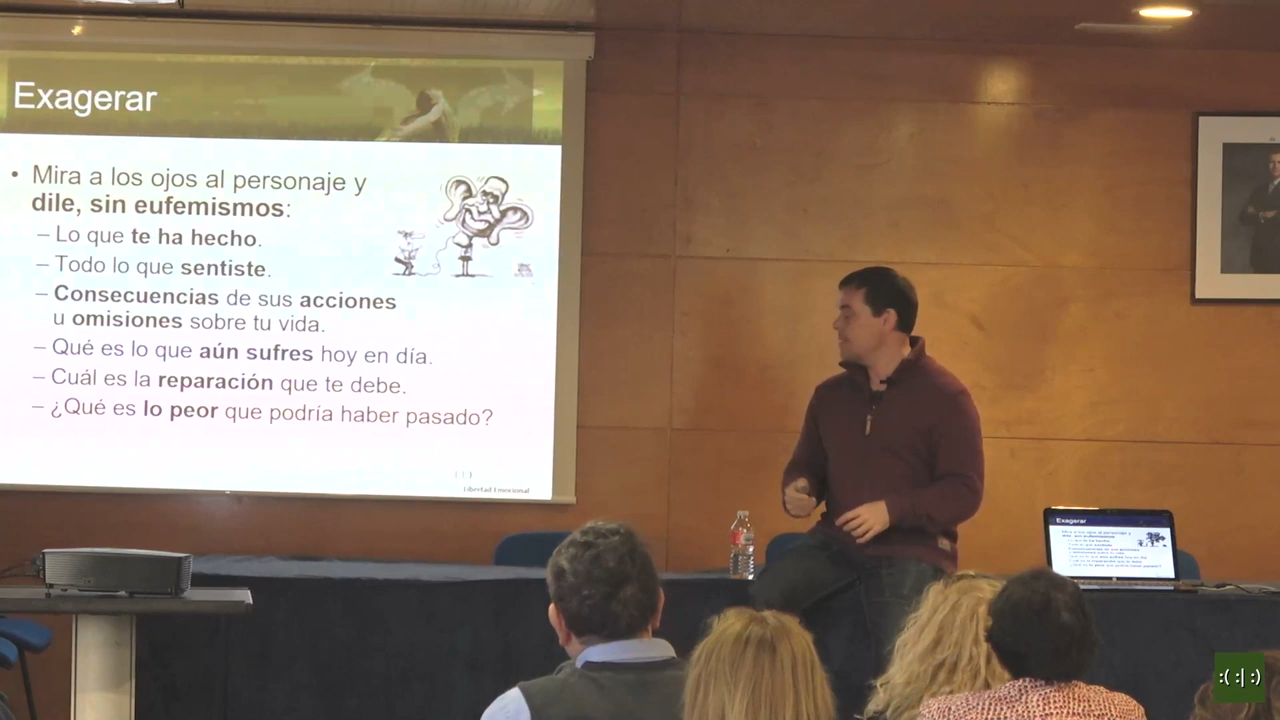 Exagerar
• Mira a los ojos al personaje y
dile, sin eufemismos:
– Lo que te ha hecho.
– Todo lo que sentiste.
– Consecuencias de sus acciones
u omisiones sobre tu vida.
– Qué es lo que aún sufres hoy en día.
– Cuál es la reparación que te debe.
– ¿Qué es lo peor que podría haber pasado?
Libertad Emocional
Exagerar
:( :| :)